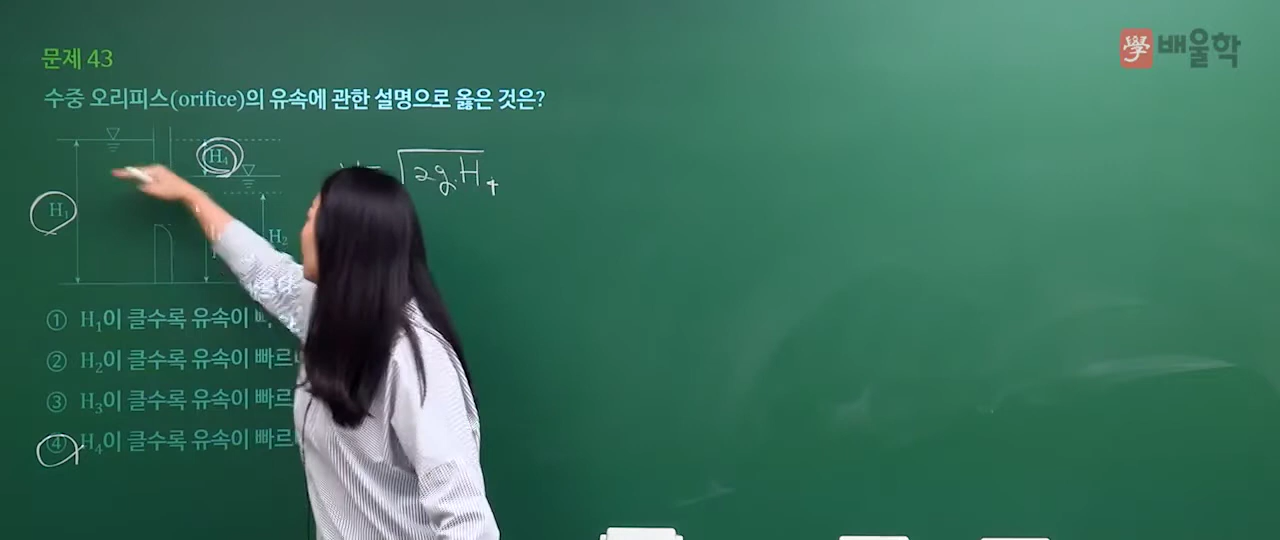 學 배울학
문제 43
수중 오리피스(orifice)의 유속에 관한 설명으로 옳은 것은?
H₄
√2g.H₄
H₁
H₂
① H₁이 클수록 유속이
② H₂이 클수록 유속이 빠르
③ H₃이 클수록 유속이 빠르
④ H₄이 클수록 유속이 빠르